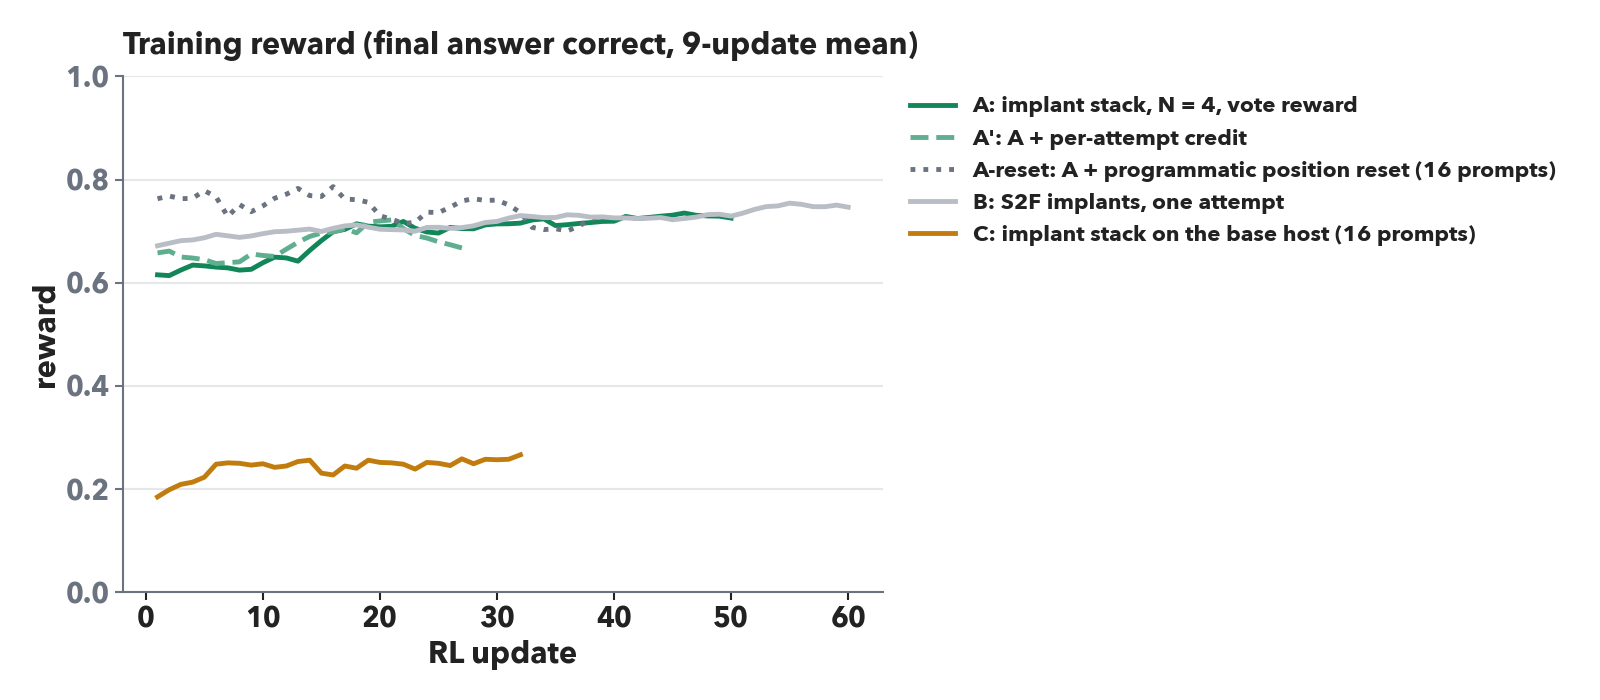 Training reward (final answer correct, 9-update mean)
1.0
0.8
0.6
0.4
0.2
0.0
reward
0 10 20 30 40 50 60
RL update
A: implant stack, N = 4, vote reward
A': A + per-attempt credit
A-reset: A + programmatic position reset (16 prompts)
B: S2F implants, one attempt
C: implant stack on the base host (16 prompts)